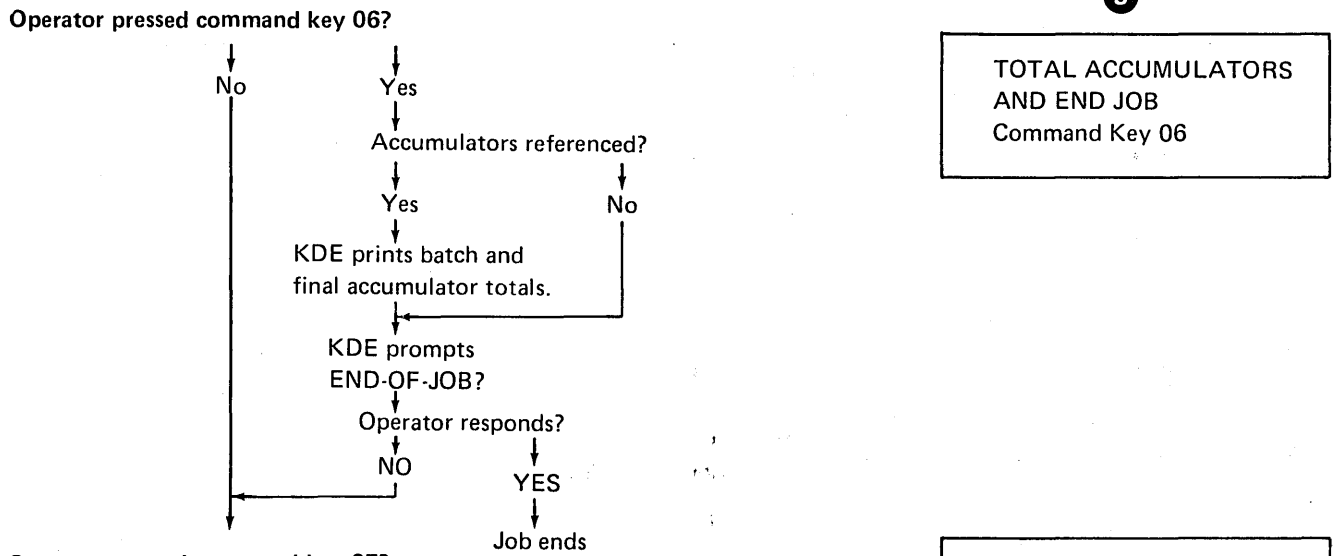 Operator pressed command key 06?
No
Yes
Accumulators referenced?
Yes
No
KDE prints batch and
final accumulator totals.
KDE prompts
END-OF-JOB?
Operator responds?
NO
YES
Job ends
TOTAL ACCUMULATORS
AND END JOB
Command Key 06